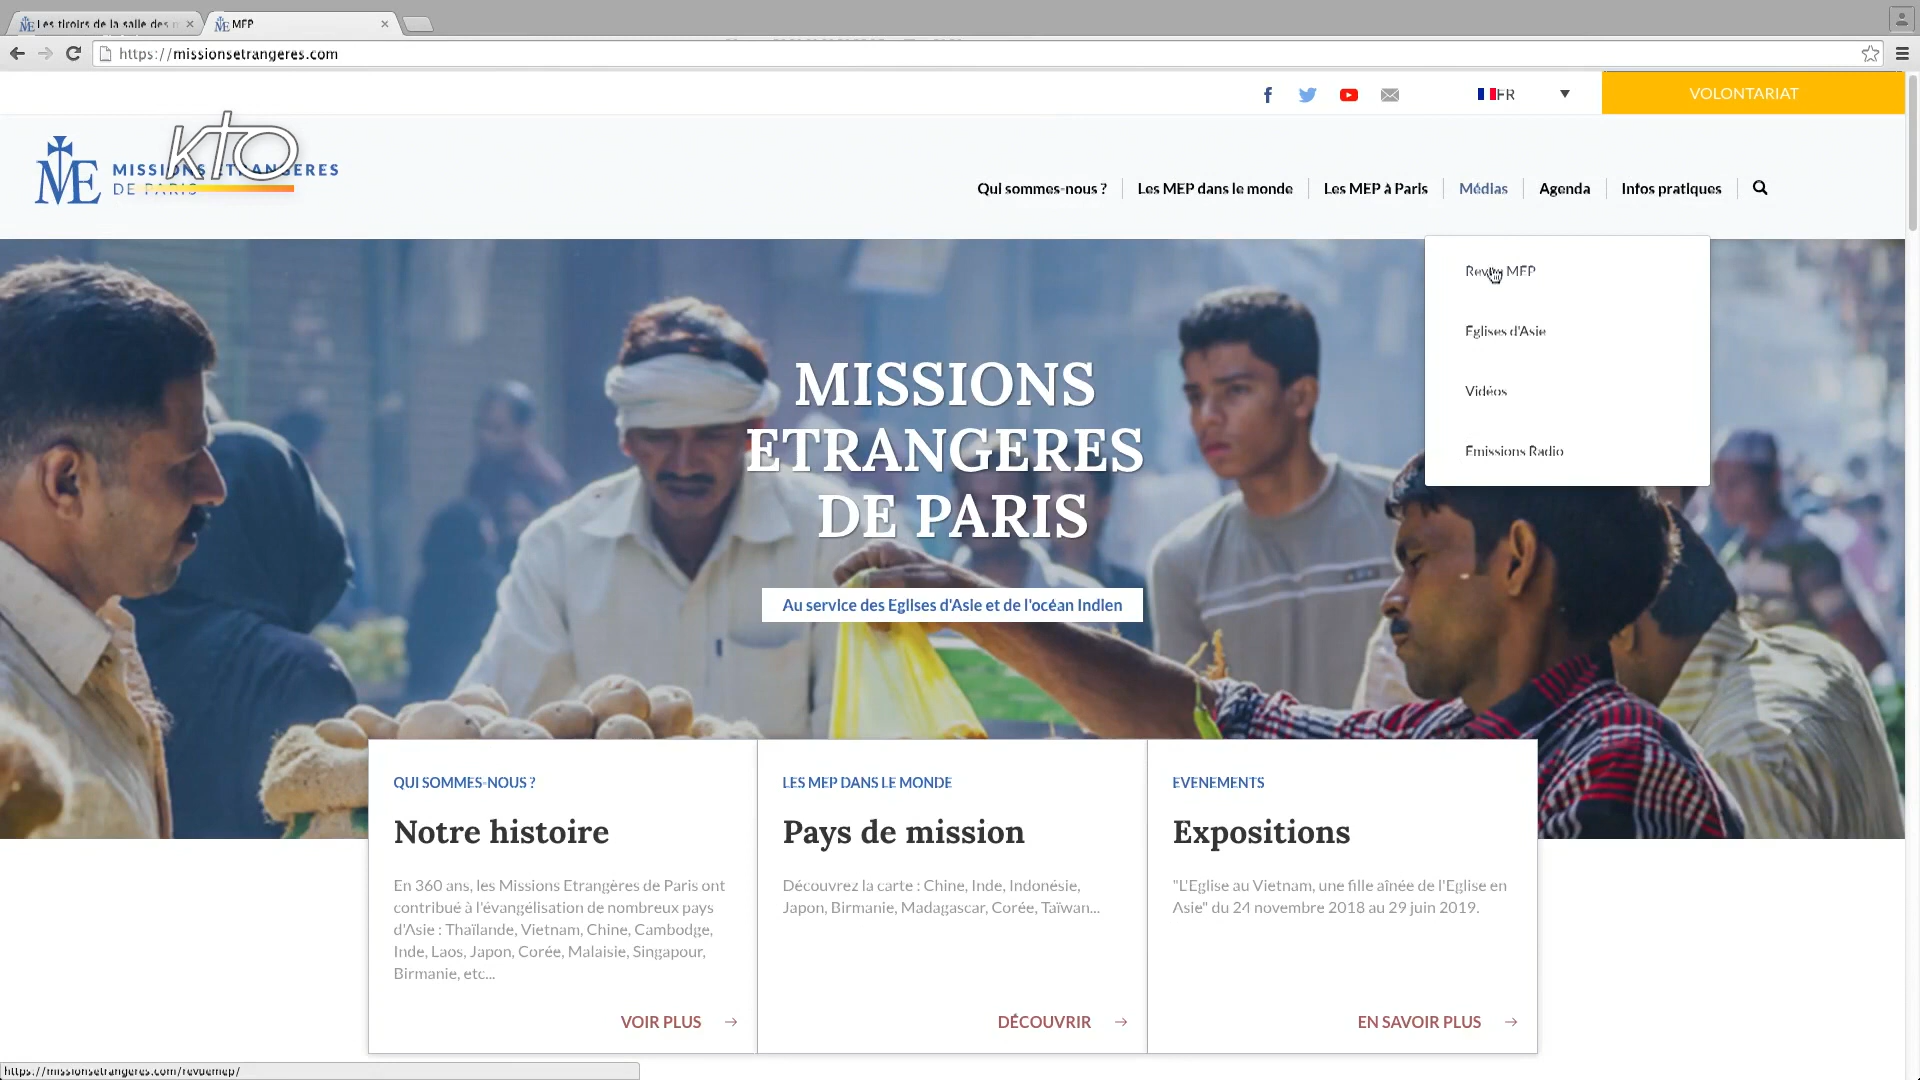 Les tiroirs de la salle des
MEP
https://missionsetrangeres.com
FR
VOLONTARIAT
kto
ME
MISSIONS ETRANGERES
DE PARIS
Qui sommes-nous ?
Les MEP dans le monde
Les MEP à Paris
Médias
Agenda
Infos pratiques
Revue MEP
Eglises d'Asie
Vidéos
Emissions Radio
MISSIONS
ETRANGERES
DE PARIS
Au service des Eglises d'Asie et de l'océan Indien
QUI SOMMES-NOUS ?
Notre histoire
En 360 ans, les Missions Etrangères de Paris ont
contribué à l'évangélisation de nombreux pays
d'Asie : Thaïlande, Vietnam, Chine, Cambodge,
Inde, Laos, Japon, Corée, Malaisie, Singapour,
Birmanie, etc...
VOIR PLUS
LES MEP DANS LE MONDE
Pays de mission
Découvrez la carte : Chine, Inde, Indonésie,
Japon, Birmanie, Madagascar, Corée, Taïwan...
DÉCOUVRIR
EVENEMENTS
Expositions
"L'Eglise au Vietnam, une fille aînée de l'Eglise en
Asie" du 24 novembre 2018 au 29 juin 2019.
EN SAVOIR PLUS
https://missionsetrangeres.com/revuemep/